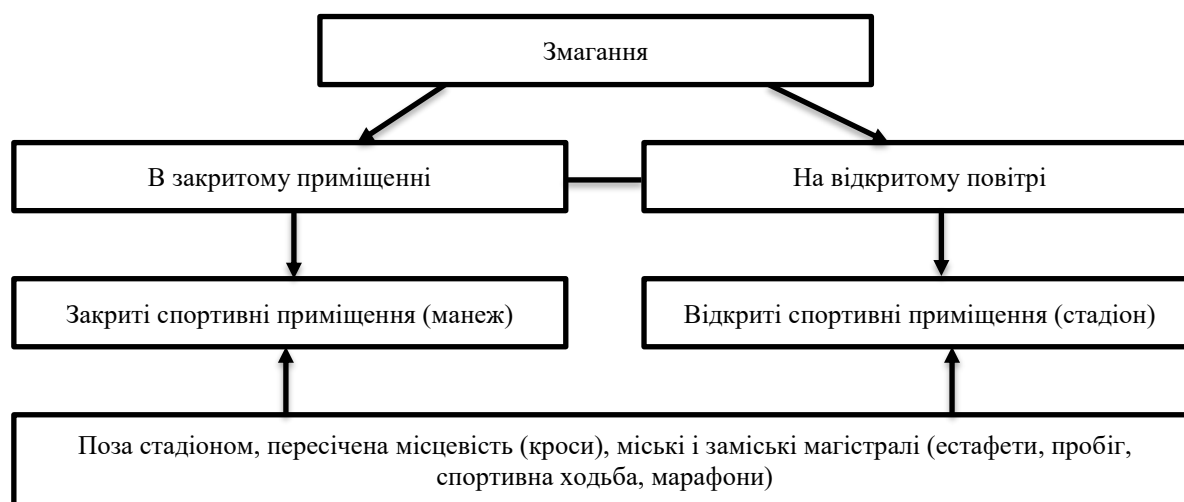 Змагання
В закритому приміщенні
На відкритому повітрі
Закриті спортивні приміщення (манеж)
Відкриті спортивні приміщення (стадіон)
Поза стадіоном, пересічена місцевість (кроси), міські і заміські магістралі (естафети, пробіг,
спортивна ходьба, марафони)